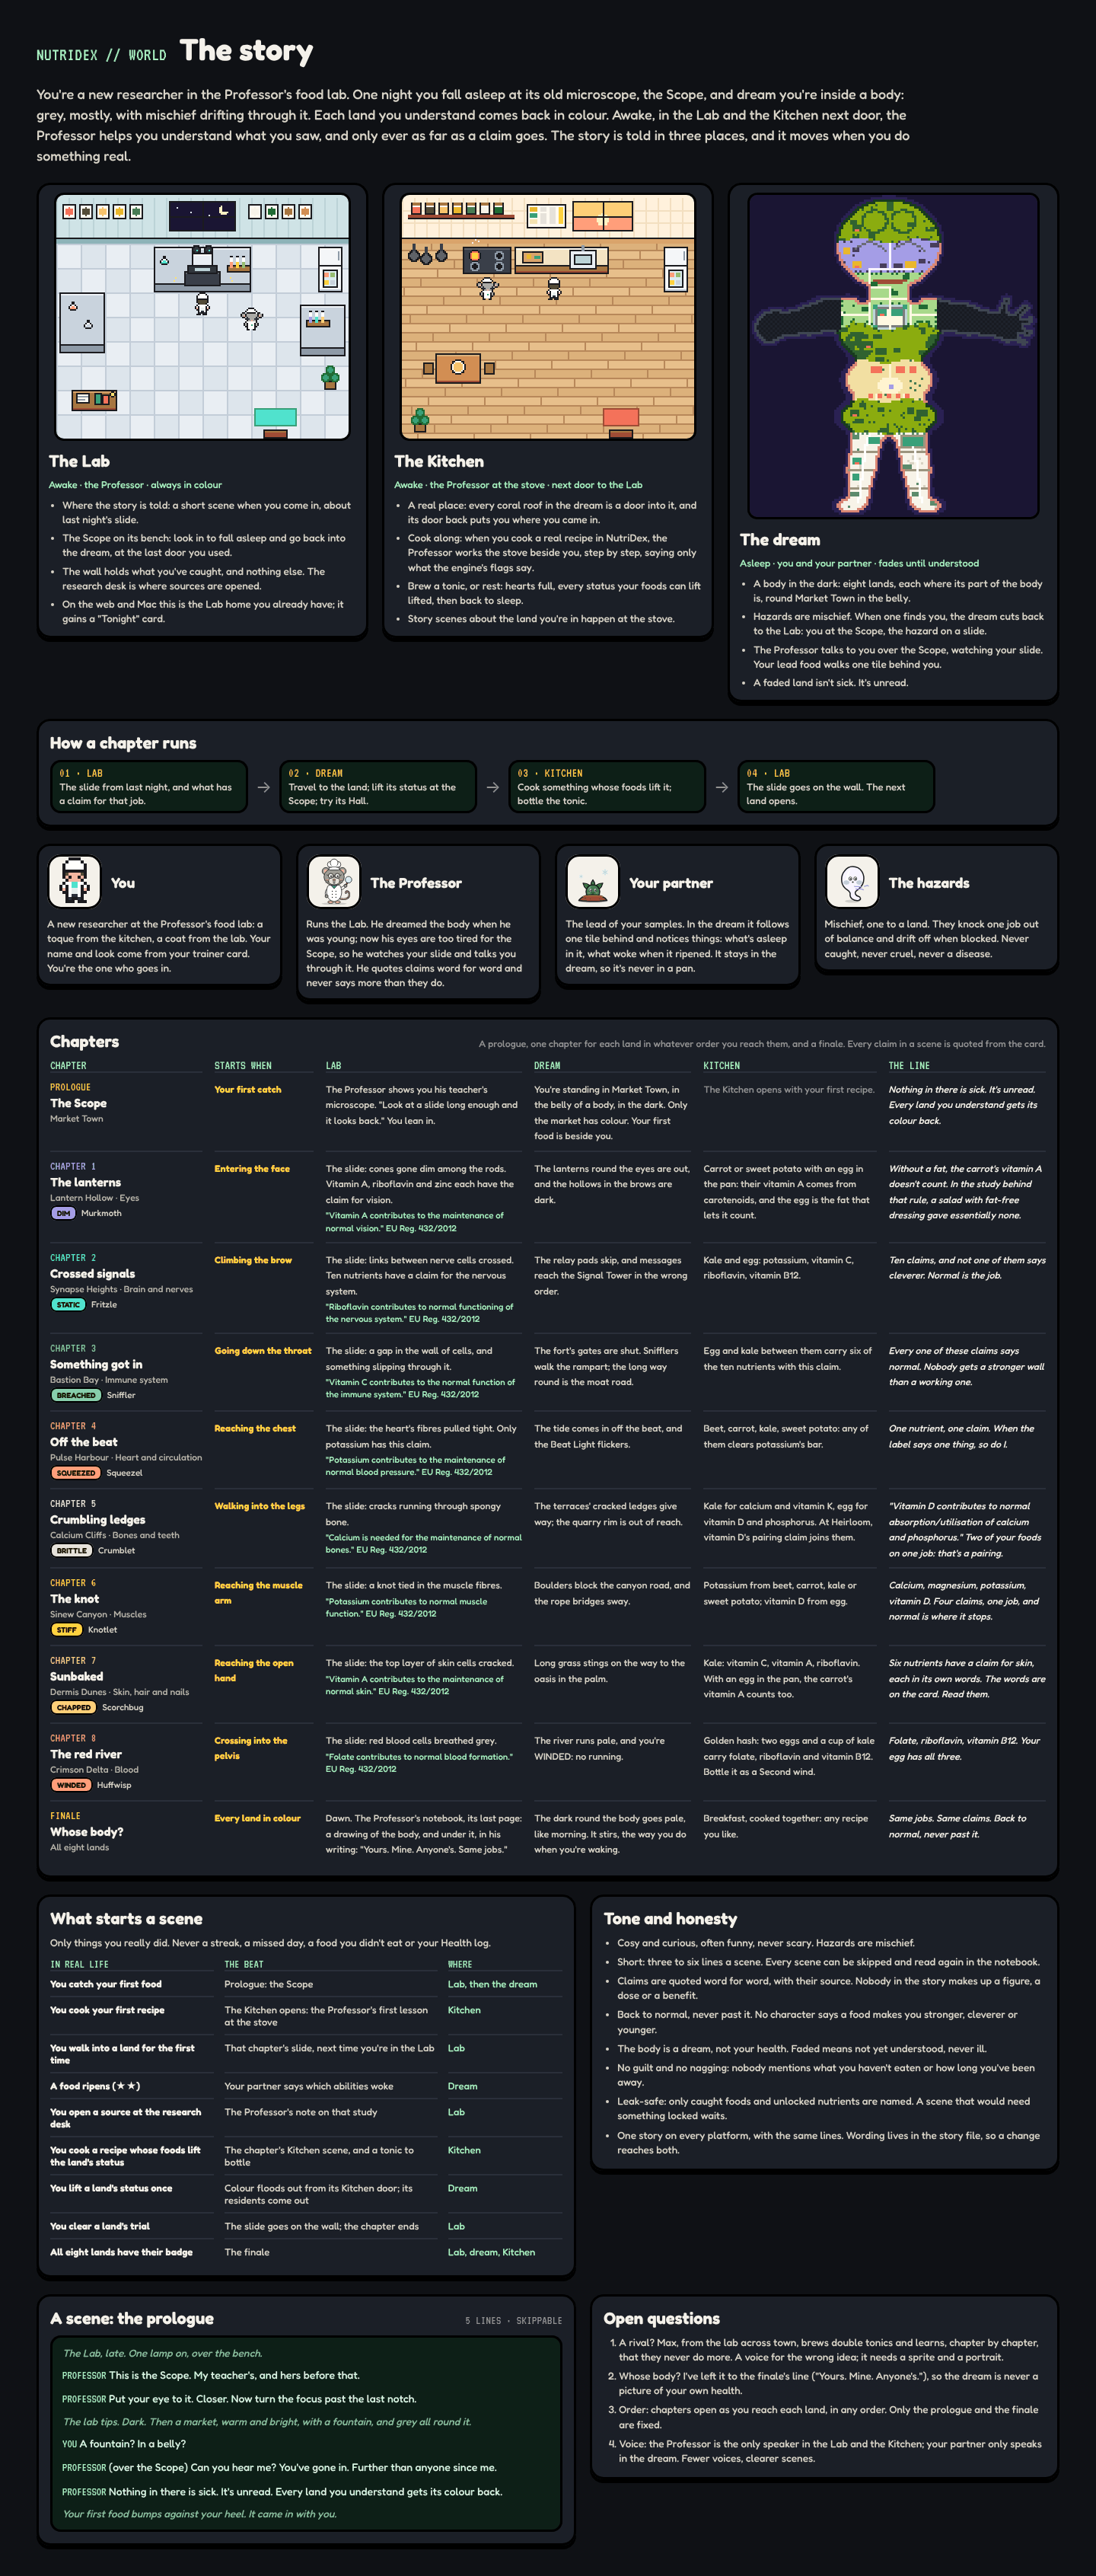 NUTRIDEX // WORLD The story
You're a new researcher in the Professor's food lab. One night you fall asleep at its old microscope, the Scope, and dream you're inside a body:
grey, mostly, with mischief drifting through it. Each land you understand comes back in colour. Awake, in the Lab and the Kitchen next door, the
Professor helps you understand what you saw, and only ever as far as a claim goes. The story is told in three places, and it moves when you do
something real.
The Lab
Awake · the Professor · always in colour
• Where the story is told: a short scene when you come in, about
last night's slide.
• The Scope on its bench: look in to fall asleep and go back into
the dream, at the last door you used.
• The wall holds what you've caught, and nothing else. The
research desk is where sources are opened.
• On the web and Mac this is the Lab home you already have; it
gains a "Tonight" card.
The Kitchen
Awake · the Professor at the stove · next door to the Lab
• A real place: every coral roof in the dream is a door into it, and
its door back puts you where you came in.
• Cook along: when you cook a real recipe in NutriDex, the
Professor works the stove beside you, step by step, saying only
what the engine's flags say.
• Brew a tonic, or rest: hearts full, every status your foods can lift
lifted, then back to sleep.
• Story scenes about the land you're in happen at the stove.
The dream
Asleep · you and your partner · fades until understood
• A body in the dark: eight lands, each where its part of the body
is, round Market Town in the belly.
• Hazards are mischief. When one finds you, the dream cuts back
to the Lab: you at the Scope, the hazard on a slide.
• The Professor talks to you over the Scope, watching your slide.
Your lead food walks one tile behind you.
• A faded land isn't sick. It's unread.
How a chapter runs
01 · LAB
The slide from last night, and what has
a claim for that job.
→
02 · DREAM
Travel to the land; lift its status at the
Scope; try its Hall.
→
03 · KITCHEN
Cook something whose foods lift it;
bottle the tonic.
→
04 · LAB
The slide goes on the wall. The next
land opens.
You
A new researcher at the Professor's food lab: a
toque from the kitchen, a coat from the lab. Your
name and look come from your trainer card.
You're the one who goes in.
The Professor
Runs the Lab. He dreamed the body when he
was young; now his eyes are too tired for the
Scope, so he watches your slide and talks you
through it. He quotes claims word for word and
never says more than they do.
Your partner
The lead of your samples. In the dream it follows
one tile behind and notices things: what's asleep
in it, what woke when it ripened. It stays in the
dream, so it's never in a pan.
The hazards
Mischief, one to a land. They knock one job out
of balance and drift off when blocked. Never
caught, never cruel, never a disease.
Chapters
A prologue, one chapter for each land in whatever order you reach them, and a finale. Every claim in a scene is quoted from the card.
CHAPTER STARTS WHEN LAB DREAM KITCHEN THE LINE
PROLOGUE
The Scope
Market Town
Your first catch
The Professor shows you his teacher's
microscope. "Look at a slide long enough and
it looks back." You lean in.
You're standing in Market Town, in
the belly of a body, in the dark. Only
the market has colour. Your first
food is beside you.
The Kitchen opens with your first recipe.
Nothing in there is sick. It's unread.
Every land you understand gets its
colour back.
CHAPTER 1
The lanterns
Lantern Hollow · Eyes
DIM Murkmoth
Entering the face
The slide: cones gone dim among the rods.
Vitamin A, riboflavin and zinc each have the
claim for vision.
"Vitamin A contributes to the maintenance of
normal vision." EU Reg. 432/2012
The lanterns round the eyes are out,
and the hollows in the brows are
dark.
Carrot or sweet potato with an egg in
the pan: their vitamin A comes from
carotenoids, and the egg is the fat that
lets it count.
Without a fat, the carrot's vitamin A
doesn't count. In the study behind
that rule, a salad with fat-free
dressing gave essentially none.
CHAPTER 2
Crossed signals
Synapse Heights · Brain and nerves
STATIC Fritzle
Climbing the brow
The slide: links between nerve cells crossed.
Ten nutrients have a claim for the nervous
system.
"Riboflavin contributes to normal functioning of
the nervous system." EU Reg. 432/2012
The relay pads skip, and messages
reach the Signal Tower in the wrong
order.
Kale and egg: potassium, vitamin C,
riboflavin, vitamin B12.
Ten claims, and not one of them says
cleverer. Normal is the job.
CHAPTER 3
Something got in
Bastion Bay · Immune system
BREACHED Sniffler
Going down the throat
The slide: a gap in the wall of cells, and
something slipping through it.
"Vitamin C contributes to the normal function of
the immune system." EU Reg. 432/2012
The fort's gates are shut. Snifflers
walk the rampart; the long way
round is the moat road.
Egg and kale between them carry six of
the ten nutrients with this claim.
Every one of these claims says
normal. Nobody gets a stronger wall
than a working one.
CHAPTER 4
Off the beat
Pulse Harbour · Heart and circulation
SQUEEZED Squeezel
Reaching the chest
The slide: the heart's fibres pulled tight. Only
potassium has this claim.
"Potassium contributes to the maintenance of
normal blood pressure." EU Reg. 432/2012
The tide comes in off the beat, and
the Beat Light flickers.
Beet, carrot, kale, sweet potato: any of
them clears potassium's bar.
One nutrient, one claim. When the
label says one thing, so do I.
CHAPTER 5
Crumbling ledges
Calcium Cliffs · Bones and teeth
BRITTLE Crumblet
Walking into the legs
The slide: cracks running through spongy
bone.
"Calcium is needed for the maintenance of normal
bones." EU Reg. 432/2012
The terraces' cracked ledges give
way; the quarry rim is out of reach.
Kale for calcium and vitamin K, egg for
vitamin D and phosphorus. At Heirloom,
vitamin D's pairing claim joins them.
"Vitamin D contributes to normal
absorption/utilisation of calcium
and phosphorus." Two of your foods
on one job: that's a pairing.
CHAPTER 6
The knot
Sinew Canyon · Muscles
STIFF Knotlet
Reaching the muscle
arm
The slide: a knot tied in the muscle fibres.
"Potassium contributes to normal muscle
function." EU Reg. 432/2012
Boulders block the canyon road, and
the rope bridges sway.
Potassium from beet, carrot, kale or
sweet potato; vitamin D from egg.
Calcium, magnesium, potassium,
vitamin D. Four claims, one job, and
normal is where it stops.
CHAPTER 7
Sunbaked
Dermis Dunes · Skin, hair and nails
CHAPPED Scorchbug
Reaching the open
hand
The slide: the top layer of skin cells cracked.
"Vitamin A contributes to the maintenance of
normal skin." EU Reg. 432/2012
Long grass stings on the way to the
oasis in the palm.
Kale: vitamin C, vitamin A, riboflavin.
With an egg in the pan, the carrot's
vitamin A counts too.
Six nutrients have a claim for skin,
each in its own words. The words are
on the card. Read them.
CHAPTER 8
The red river
Crimson Delta · Blood
WINDED Huffwisp
Crossing into the
pelvis
The slide: red blood cells breathed grey.
"Folate contributes to normal blood formation."
EU Reg. 432/2012
The river runs pale, and you're
WINDED: no running.
Golden hash: two eggs and a cup of kale
carry folate, riboflavin and vitamin B12.
Bottle it as a Second wind.
Folate, riboflavin, vitamin B12. Your
egg has all three.
FINALE
Whose body?
All eight lands
Every land in colour
Dawn. The Professor's notebook, its last page:
a drawing of the body, and under it, in his
writing: "Yours. Mine. Anyone's. Same jobs."
The dark round the body goes pale,
like morning. It stirs, the way you do
when you're waking.
Breakfast, cooked together: any recipe
you like.
Same jobs. Same claims. Back to
normal, never past it.
What starts a scene
Only things you really did. Never a streak, a missed day, a food you didn't eat or your Health log.
IN REAL LIFE THE BEAT WHERE
You catch your first food Prologue: the Scope Lab, then the dream
You cook your first recipe The Kitchen opens: the Professor's first lesson
at the stove Kitchen
You walk into a land for the first
time That chapter's slide, next time you're in the Lab Lab
A food ripens (★★) Your partner says which abilities woke Dream
You open a source at the research
desk The Professor's note on that study Lab
You cook a recipe whose foods lift
the land's status The chapter's Kitchen scene, and a tonic to
bottle Kitchen
You lift a land's status once Colour floods out from its Kitchen door; its
residents come out Dream
You clear a land's trial The slide goes on the wall; the chapter ends Lab
All eight lands have their badge The finale Lab, dream, Kitchen
Tone and honesty
• Cosy and curious, often funny, never scary. Hazards are mischief.
• Short: three to six lines a scene. Every scene can be skipped and read again in the notebook.
• Claims are quoted word for word, with their source. Nobody in the story makes up a figure, a
dose or a benefit.
• Back to normal, never past it. No character says a food makes you stronger, cleverer or
younger.
• The body is a dream, not your health. Faded means not yet understood, never ill.
• No guilt and no nagging: nobody mentions what you haven't eaten or how long you've been
away.
• Leak-safe: only caught foods and unlocked nutrients are named. A scene that would need
something locked waits.
• One story on every platform, with the same lines. Wording lives in the story file, so a change
reaches both.
A scene: the prologue
5 LINES · SKIPPABLE
The Lab, late. One lamp on, over the bench.
PROFESSOR This is the Scope. My teacher's, and hers before that.
PROFESSOR Put your eye to it. Closer. Now turn the focus past the last notch.
The lab tips. Dark. Then a market, warm and bright, with a fountain, and grey all round it.
YOU A fountain? In a belly?
PROFESSOR (over the Scope) Can you hear me? You've gone in. Further than anyone since me.
PROFESSOR Nothing in there is sick. It's unread. Every land you understand gets its colour back.
Your first food bumps against your heel. It came in with you.
Open questions
1. A rival? Max, from the lab across town, brews double tonics and learns, chapter by chapter,
that they never do more. A voice for the wrong idea; it needs a sprite and a portrait.
2. Whose body? I've left it to the finale's line ("Yours. Mine. Anyone's."), so the dream is never a
picture of your own health.
3. Order: chapters open as you reach each land, in any order. Only the prologue and the finale
are fixed.
4. Voice: the Professor is the only speaker in the Lab and the Kitchen; your partner only speaks
in the dream. Fewer voices, clearer scenes.